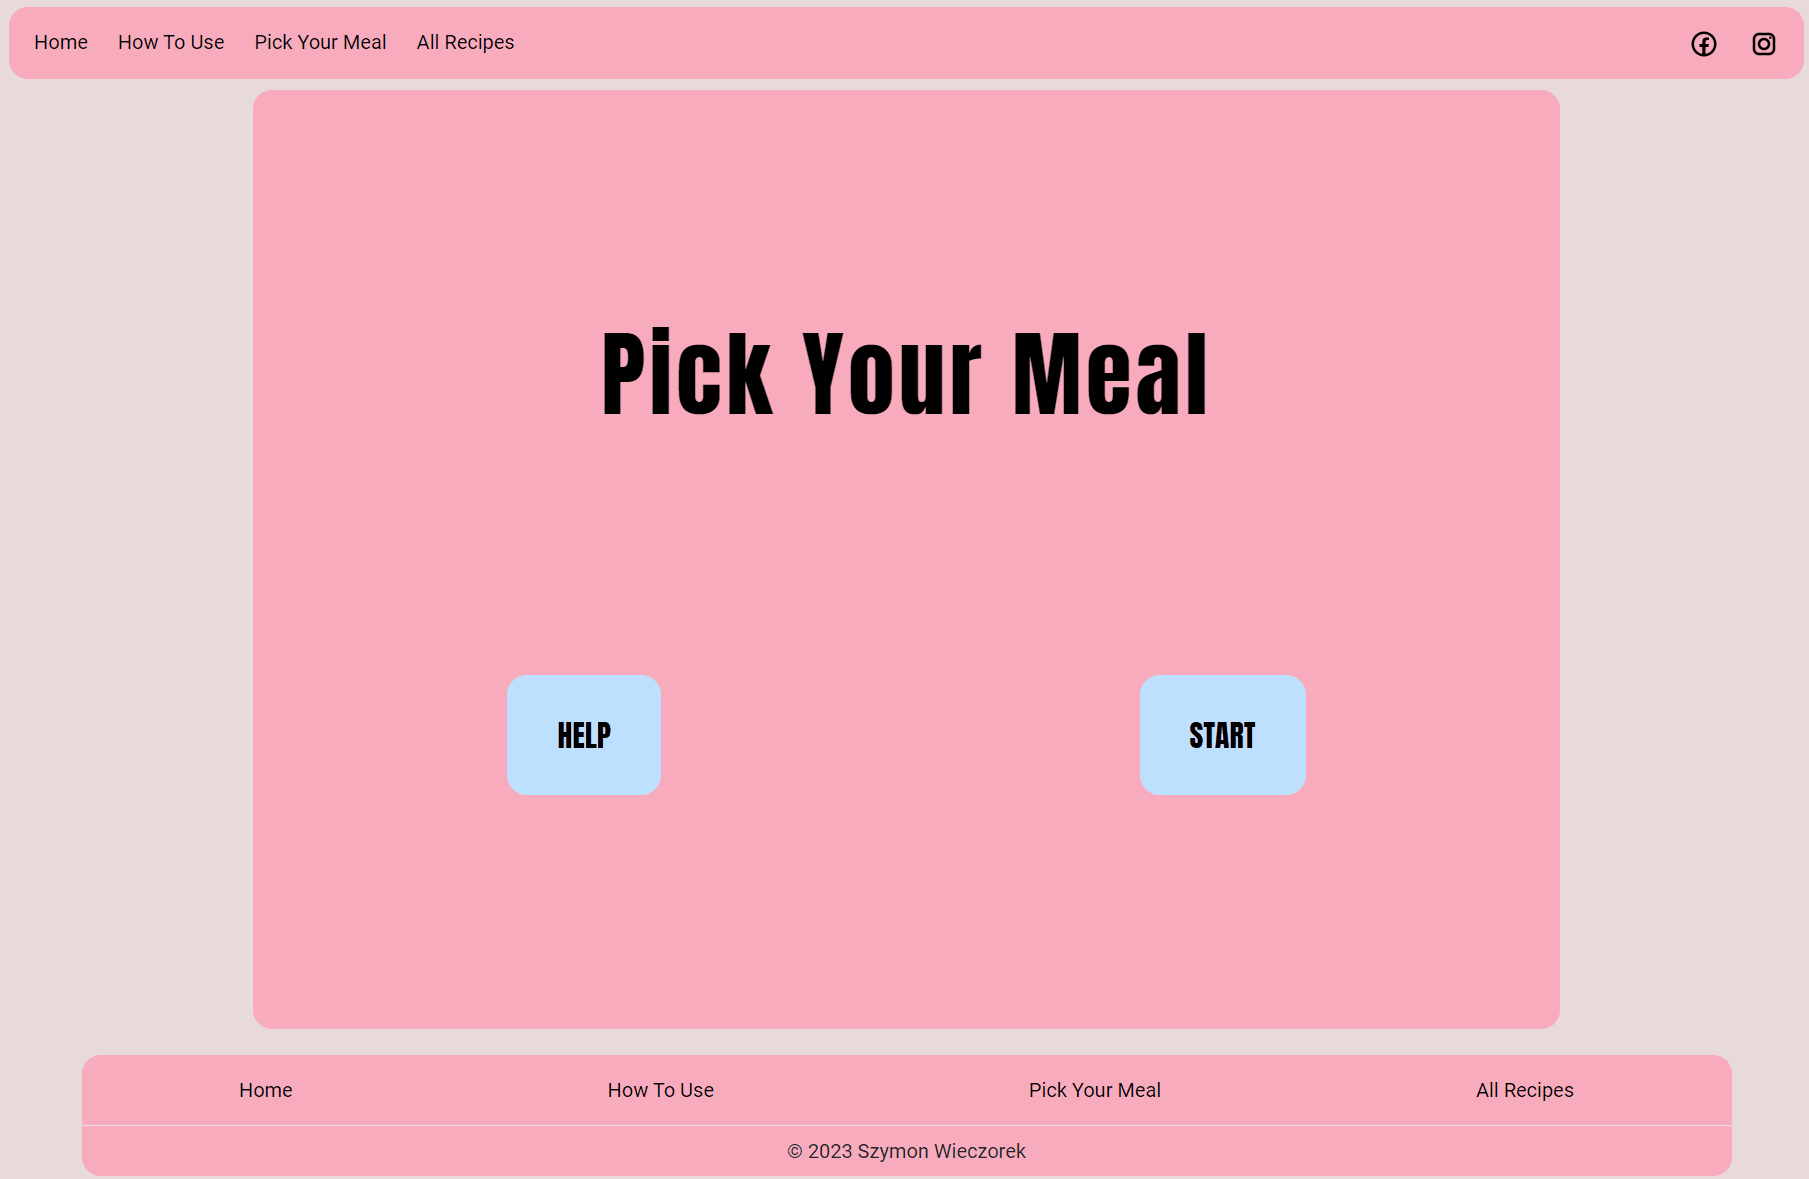 Home How To Use Pick Your Meal All Recipes
Pick Your Meal
HELP START
Home How To Use Pick Your Meal All Recipes
© 2023 Szymon Wieczorek